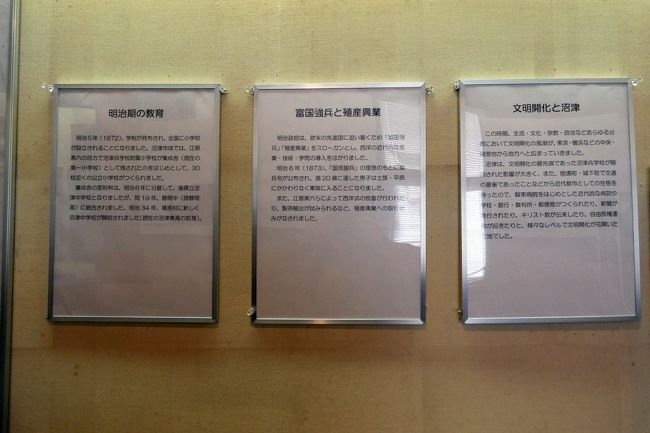 明治期の教育
明治5年（1872）、学制が発布され、全国に小学校
が設立されることになりました。沼津市域では、江原
素六の尽力で沼津兵学校附属小学校が集成舎（現在の
第一小学校）として残されたのをはじめとして、30
校近くの公立小学校がつくられました。
集成舎の変則科は、明治6年に分離して、後県立沼
津中学校となりましたが、同19年、静岡中（現静岡
高）に統合されました。明治34年、楊原村に新しく
沼津中学校が開校されました（現在の沼津東高の前身）。
富国強兵と殖産興業
明治政府は、欧米の先進国に追い着くため「富国強
兵」「殖産興業」をスローガンとし、西洋の近代的な産
業・技術・学問の導入をはかりました。
明治6年（1873）、「国民皆兵」の理想のもとに徴
兵令が公布され、満20歳に達した男子は士族・平民
にかかわりなく軍隊に入ることになりました。
また、江原素六らによって西洋式の牧畜が行われた
り、製茶輸出が試みられるなど、殖産興業への取り組
みがなされました。
文明開化と沼津
この時期、生活・文化・宗教・政治などあらゆる分
野において文明開化の風潮が、東京・横浜などの中央・
開港地から地方へと広まっていきました。
沼津は、文明開化の最先端であった沼津兵学校が開
設された影響が大きく、また、宿場町・城下町で交通
の要衝であったことなどから近代都市としての性格を
持ったので、駿東病院をはじめとした近代的な病院や
学校・銀行・裁判所・郵便局がつくられたり、新聞が
発行されたり、キリスト教が伝来したり、自由民権運
動が起きたりと、様々なレベルで文明開化が花開いた
土地でした。